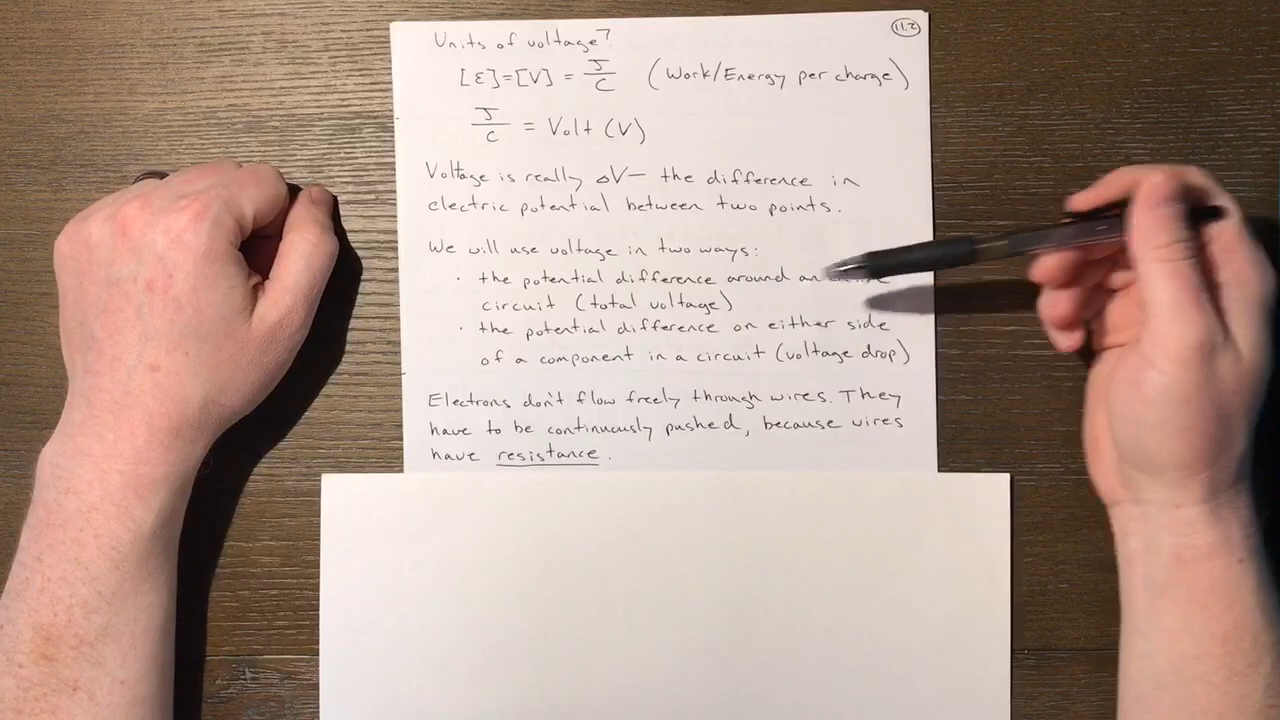 11.2
Units of voltage?
[ε]=[V] = J/C (Work/Energy per charge)
J/C = Volt (V)
Voltage is really ΔV— the difference in
electric potential between two points.
We will use voltage in two ways:
· the potential difference around an
circuit (total voltage)
· the potential difference on either side
of a component in a circuit (voltage drop)
Electrons don't flow freely through wires. They
have to be continuously pushed, because wires
have resistance.